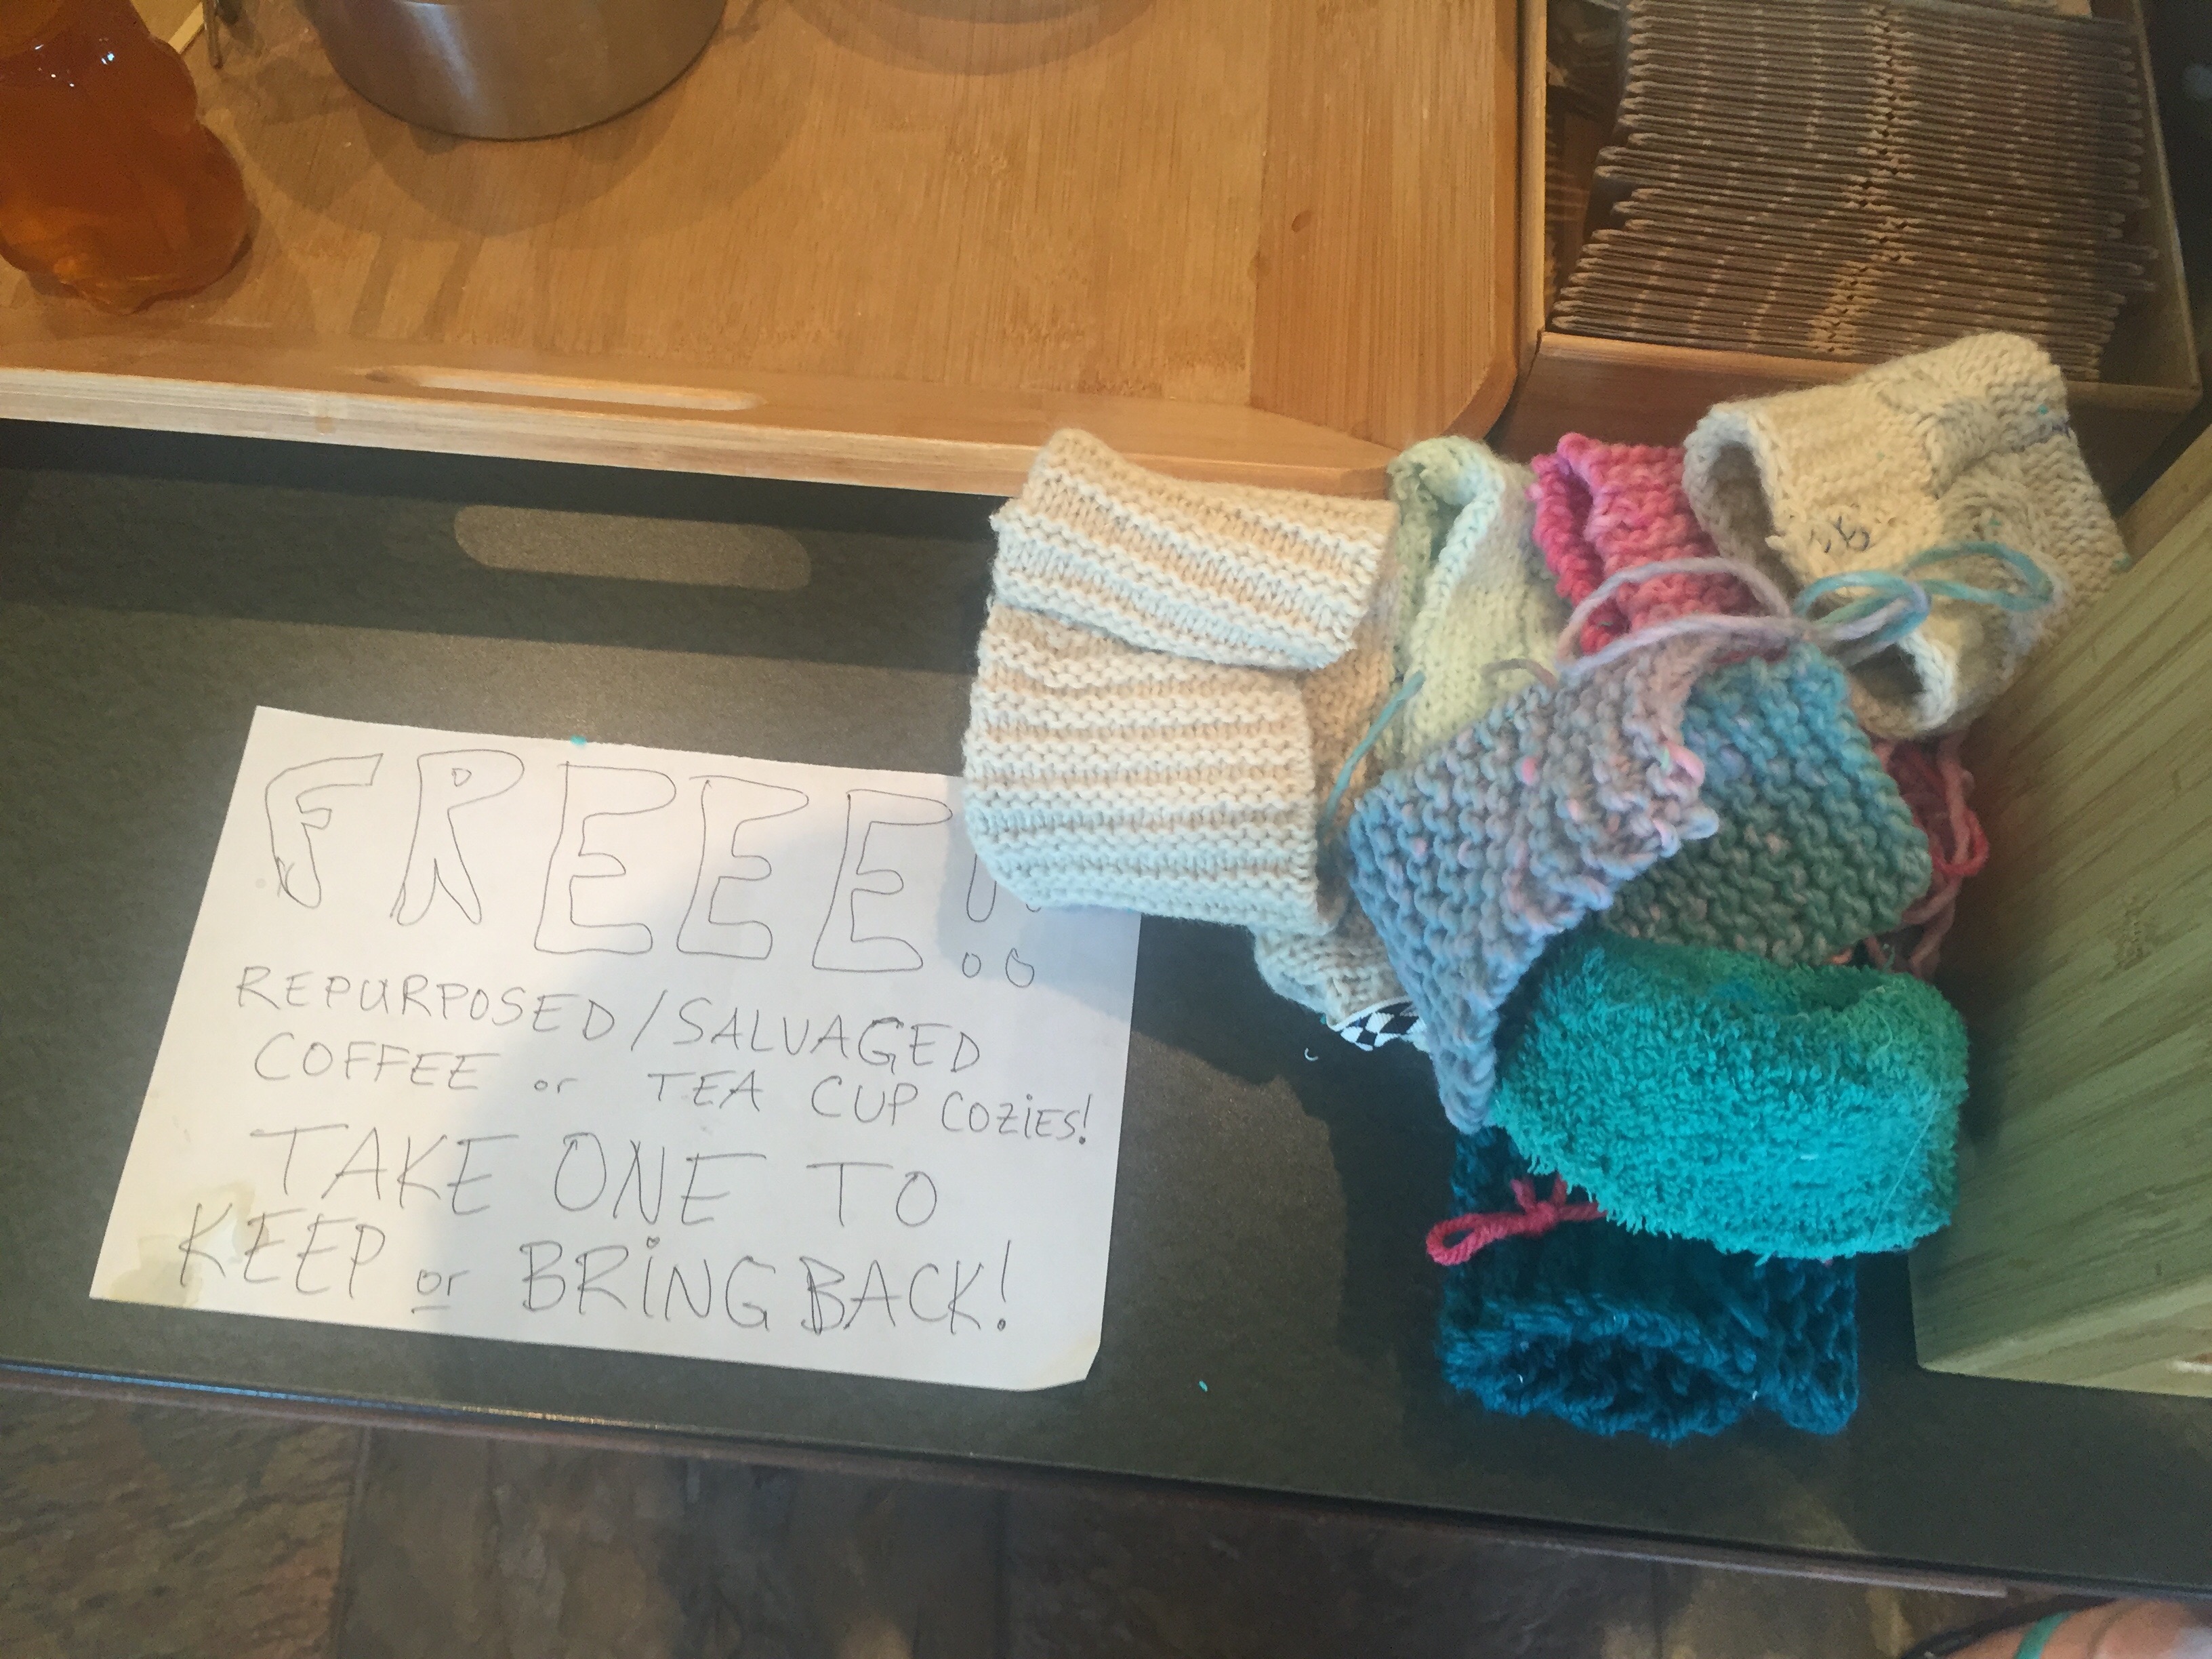 FREEE!!
REPURPOSED/SALVAGED
COFFEE or TEA CUP COZIES!
TAKE ONE TO
KEEP or BRING BACK!